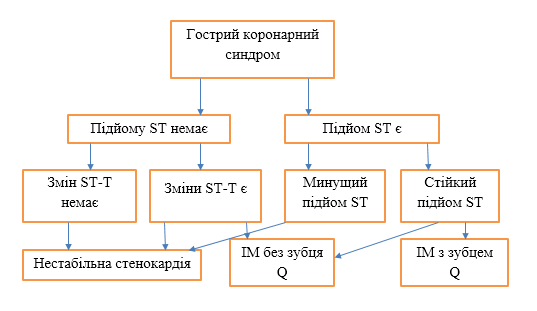 Гострий коронарний
синдром
Підйому ST немає
Підйом ST є
Змін ST-T
немає
Зміни ST-T є
Минущий
підйом ST
Стійкий
підйом ST
Нестабільна стенокардія
ІМ без зубця
Q
ІМ з зубцем
Q